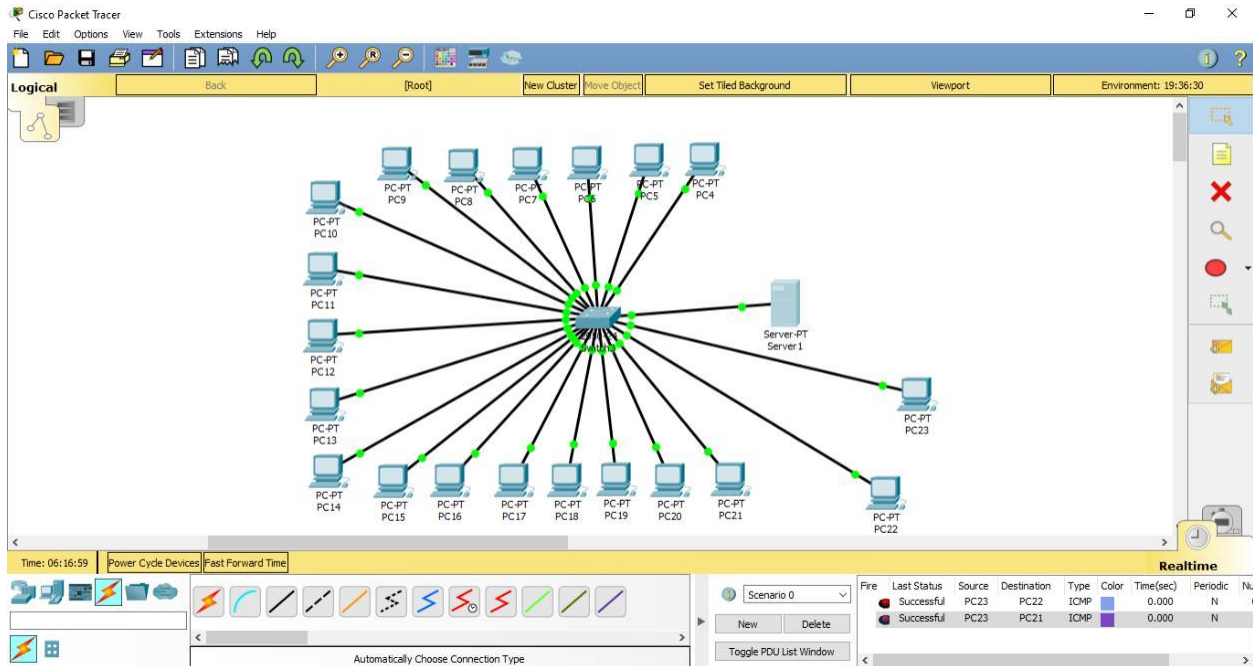 Cisco Packet Tracer
File Edit Options View Tools Extensions Help
Logical Back [Root] New Cluster Move Object Set Tiled Background Viewport Environment: 19:36:30
PC-PT
PC9
PC-PT
PC8
PC-PT
PC7
PC-PT
PC6
PC-PT
PC5
PC-PT
PC4
PC-PT
PC10
PC-PT
PC11
PC-PT
PC12
PC-PT
PC13
PC-PT
PC14
Server-PT
Server1
PC-PT
PC23
PC-PT
PC15
PC-PT
PC16
PC-PT
PC17
PC-PT
PC18
PC-PT
PC19
PC-PT
PC20
PC-PT
PC21
PC-PT
PC22
Time: 06:16:59 Power Cycle Devices Fast Forward Time
Realtime
Automatically Choose Connection Type
Scenario 0
New Delete
Toggle PDU List Window
Fire Last Status Source Destination Type Color Time(sec) Periodic
Successful PC23 PC22 ICMP 0.000 N
Successful PC23 PC21 ICMP 0.000 N